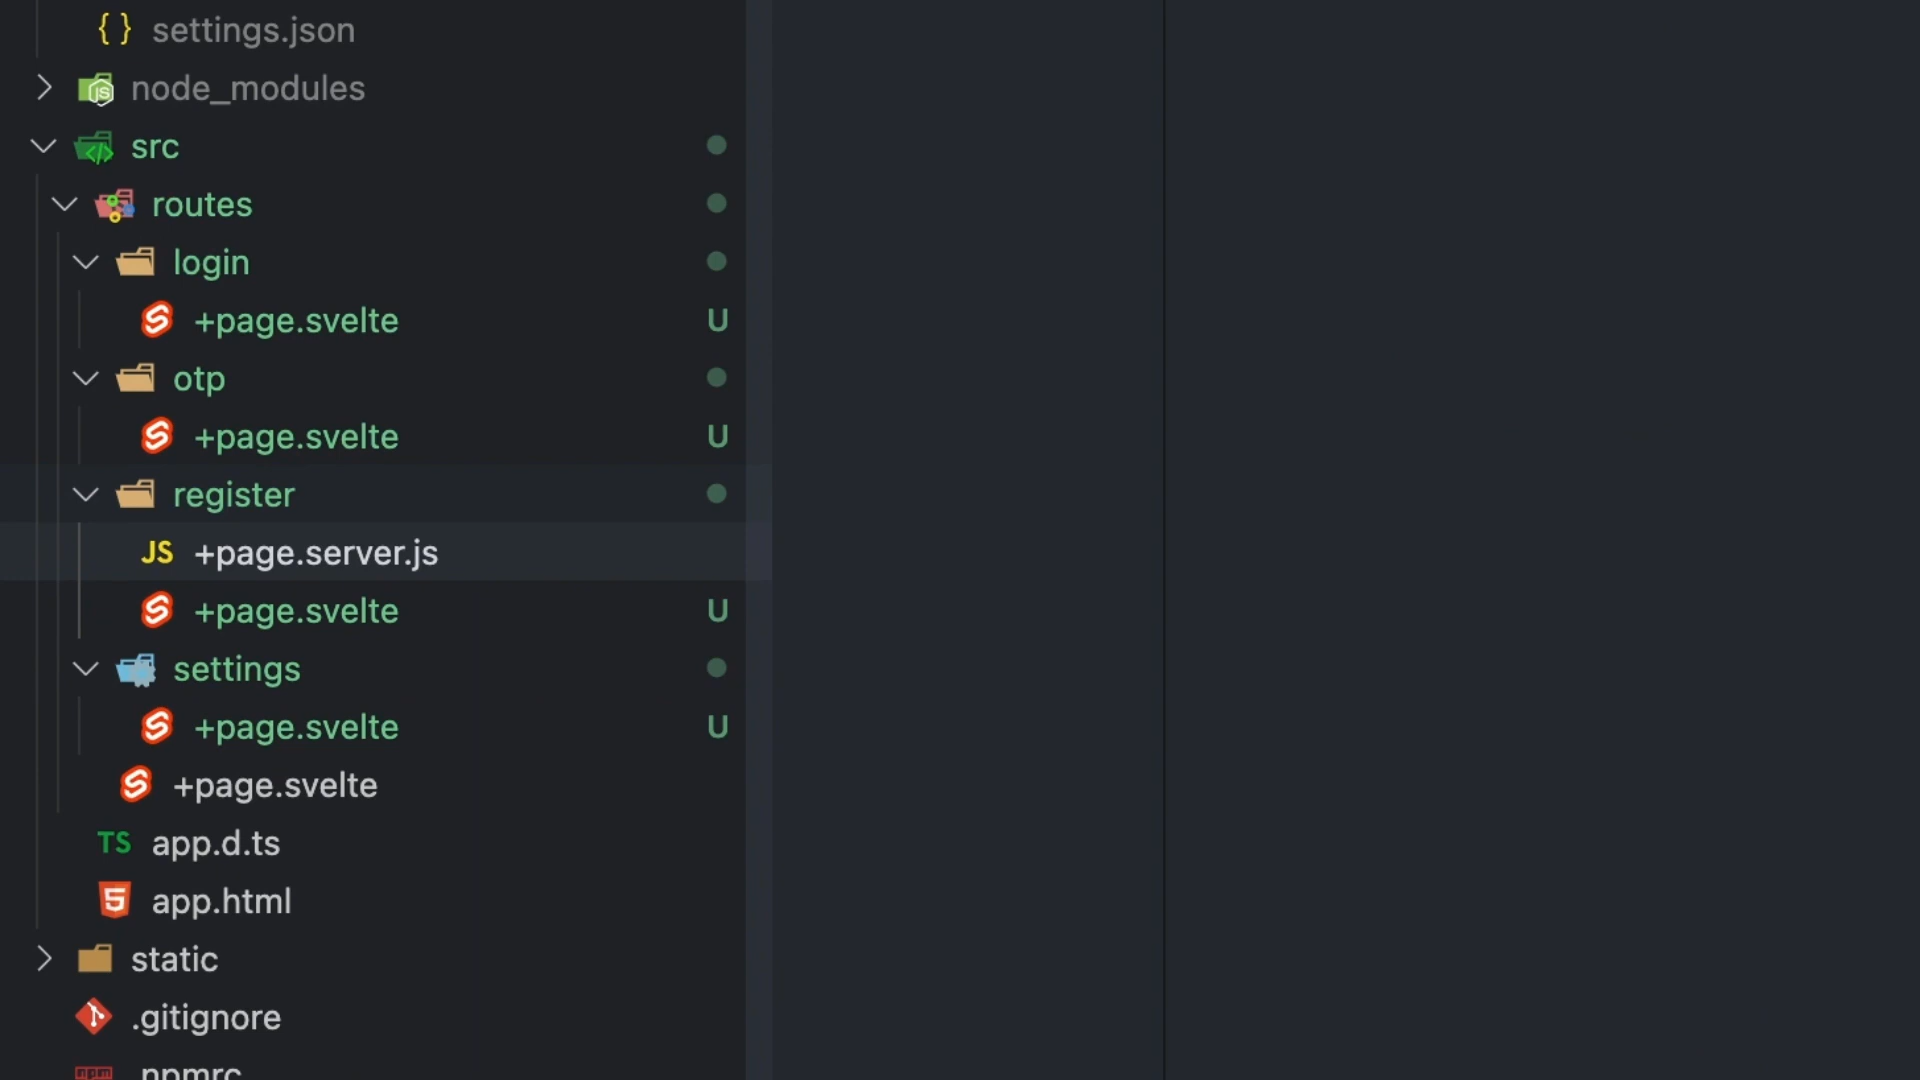 { } settings.json
node_modules
src
routes
login
+page.svelte U
otp
+page.svelte U
register
JS +page.server.js
+page.svelte U
settings
+page.svelte U
+page.svelte
TS app.d.ts
app.html
static
.gitignore
.npmrc